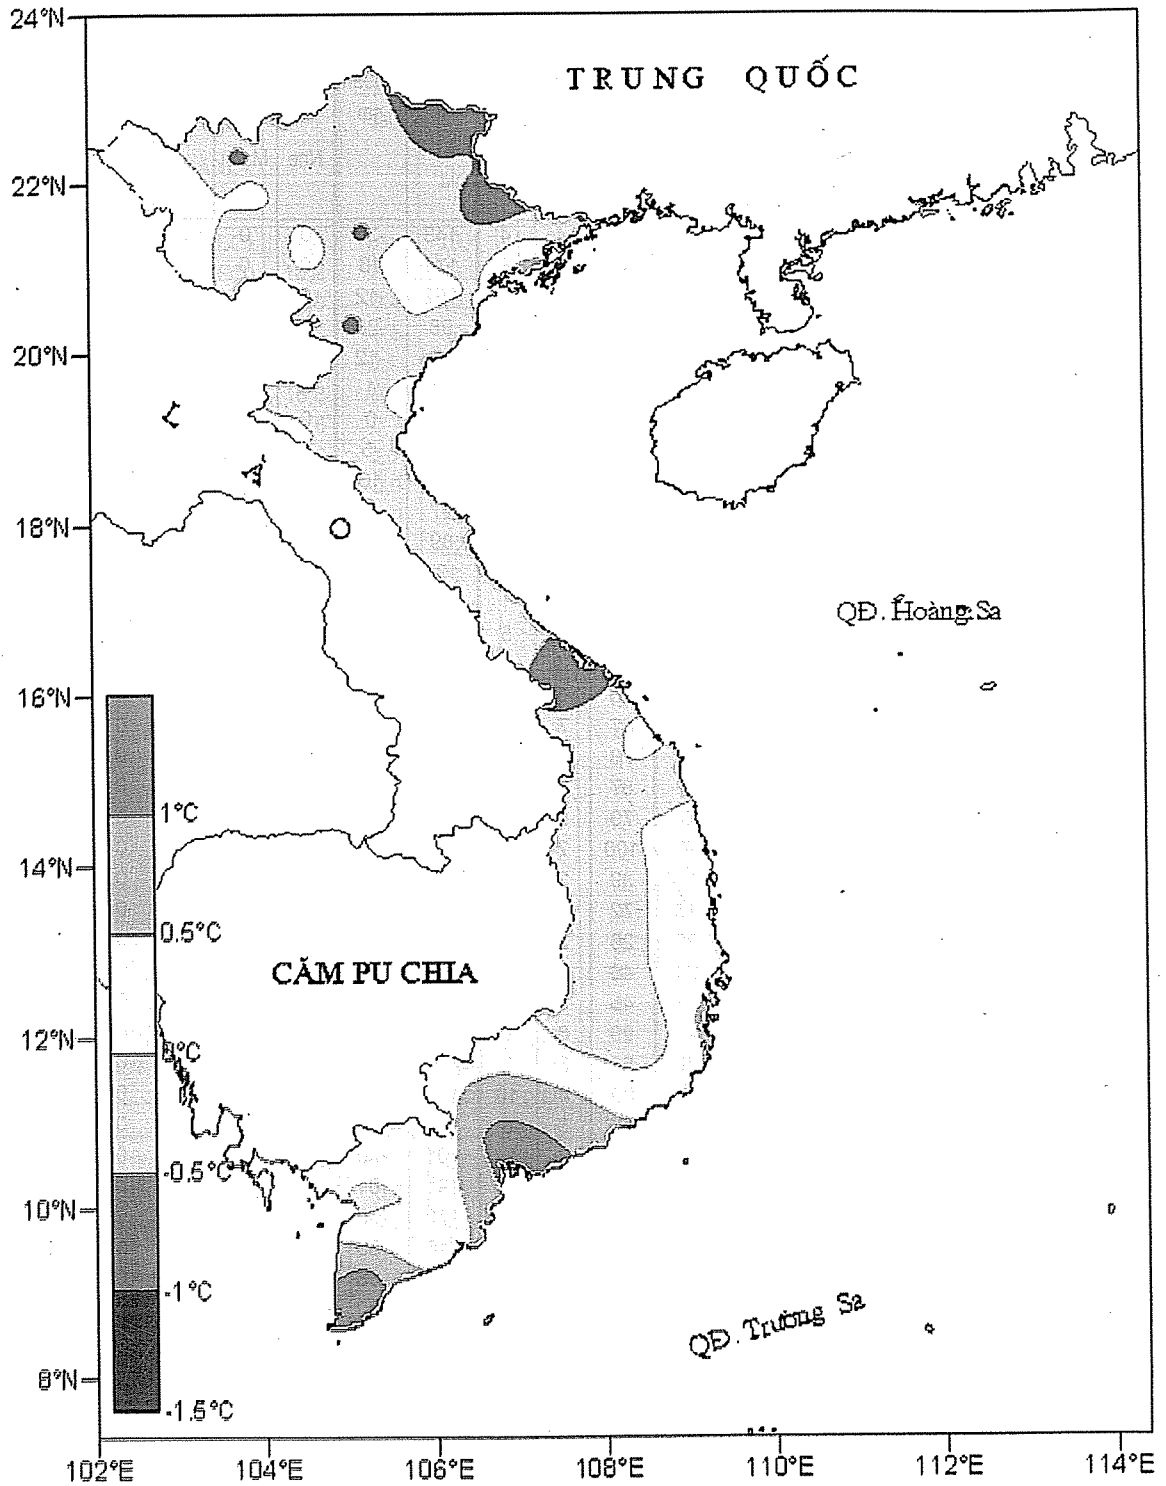 24°N
TRUNG QUỐC
22°N
20°N
L
À
O
18°N
QĐ. Hoàng Sa
16°N
1°C
14°N
0.5°C
CĂM PU CHIA
12°N
0°C
-0.5°C
10°N
-1°C
QĐ. Trường Sa
8°N
-1.5°C
102°E 104°E 106°E 108°E 110°E 112°E 114°E